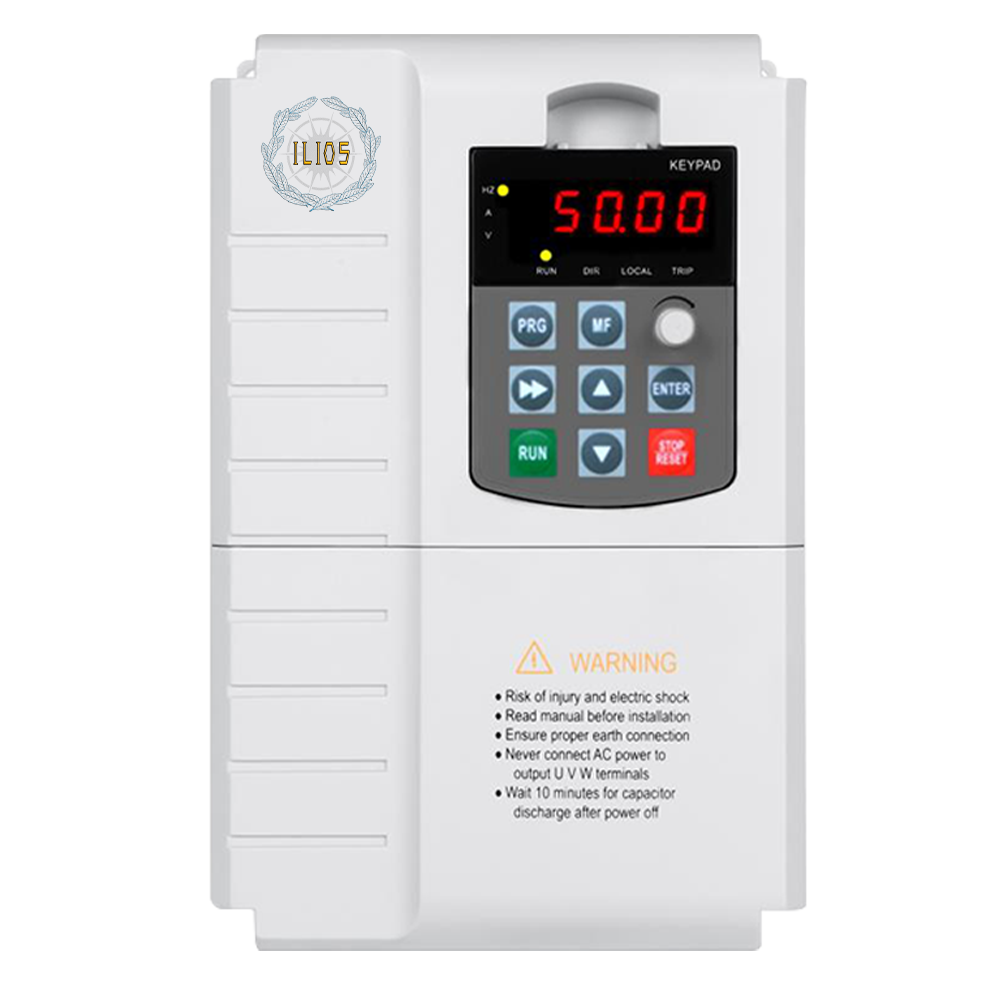 ILIOS
KEYPAD
HZ
50.00
A
V
RUN DIR LOCAL TRIP
PRG MF
ENTER
RUN STOP
RESET
WARNING
• Risk of injury and electric shock
• Read manual before installation
• Ensure proper earth connection
• Never connect AC power to
output U V W terminals
• Wait 10 minutes for capacitor
discharge after power off